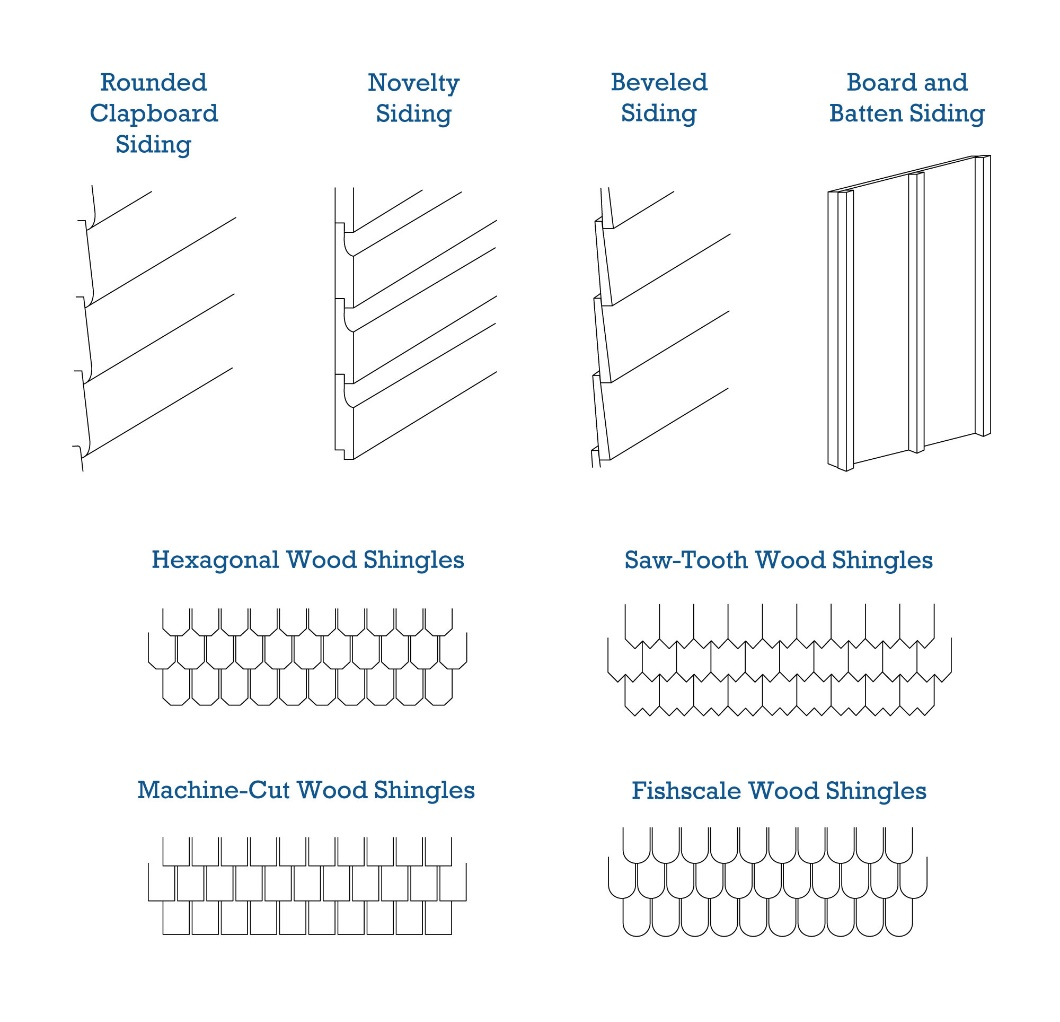 Rounded
Clapboard
Siding
Novelty
Siding
Beveled
Siding
Board and
Batten Siding
Hexagonal Wood Shingles
Saw-Tooth Wood Shingles
Machine-Cut Wood Shingles
Fishscale Wood Shingles